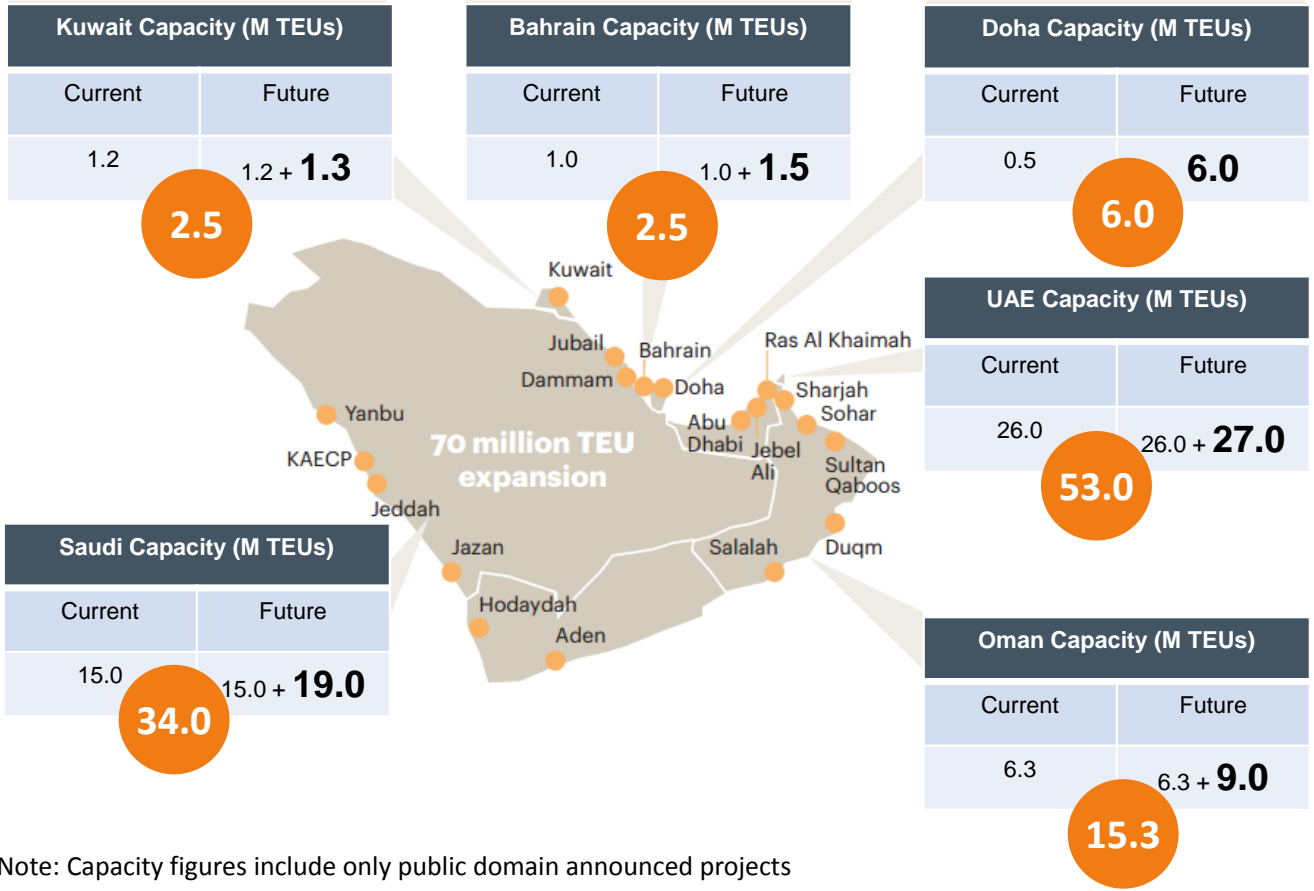 Kuwait Capacity (M TEUs)
Current Future
1.2 1.2 + 1.3
2.5
Bahrain Capacity (M TEUs)
Current Future
1.0 1.0 + 1.5
2.5
Doha Capacity (M TEUs)
Current Future
0.5 6.0
6.0
UAE Capacity (M TEUs)
Current Future
26.0 26.0 + 27.0
53.0
Kuwait
Jubail
Bahrain
Ras Al Khaimah
Dammam
Doha
Sharjah
Sohar
Yanbu
Abu
Dhabi
Jebel
Ali
70 million TEU
expansion
KAECP
Sultan
Qaboos
Jeddah
Jazan
Salalah
Duqm
Hodaydah
Aden
Saudi Capacity (M TEUs)
Current Future
15.0 15.0 + 19.0
34.0
Oman Capacity (M TEUs)
Current Future
6.3 6.3 + 9.0
15.3
Note: Capacity figures include only public domain announced projects